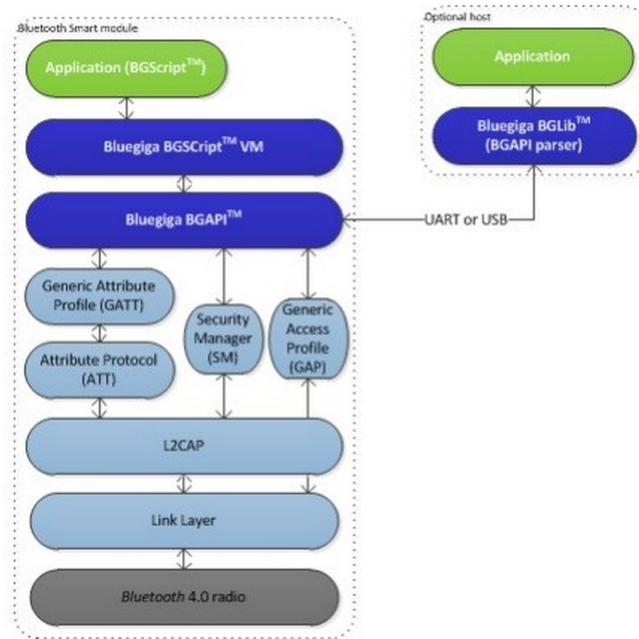 Bluetooth Smart module
Optional host
Application (BGScript™)
Application
Bluegiga BGSCript™ VM
Bluegiga BGLib™
(BGAPI parser)
Bluegiga BGAPI™
UART or USB
Generic Attribute
Profile (GATT)
Security
Manager
(SM)
Generic
Access
Profile
(GAP)
Attribute Protocol
(ATT)
L2CAP
Link Layer
Bluetooth 4.0 radio